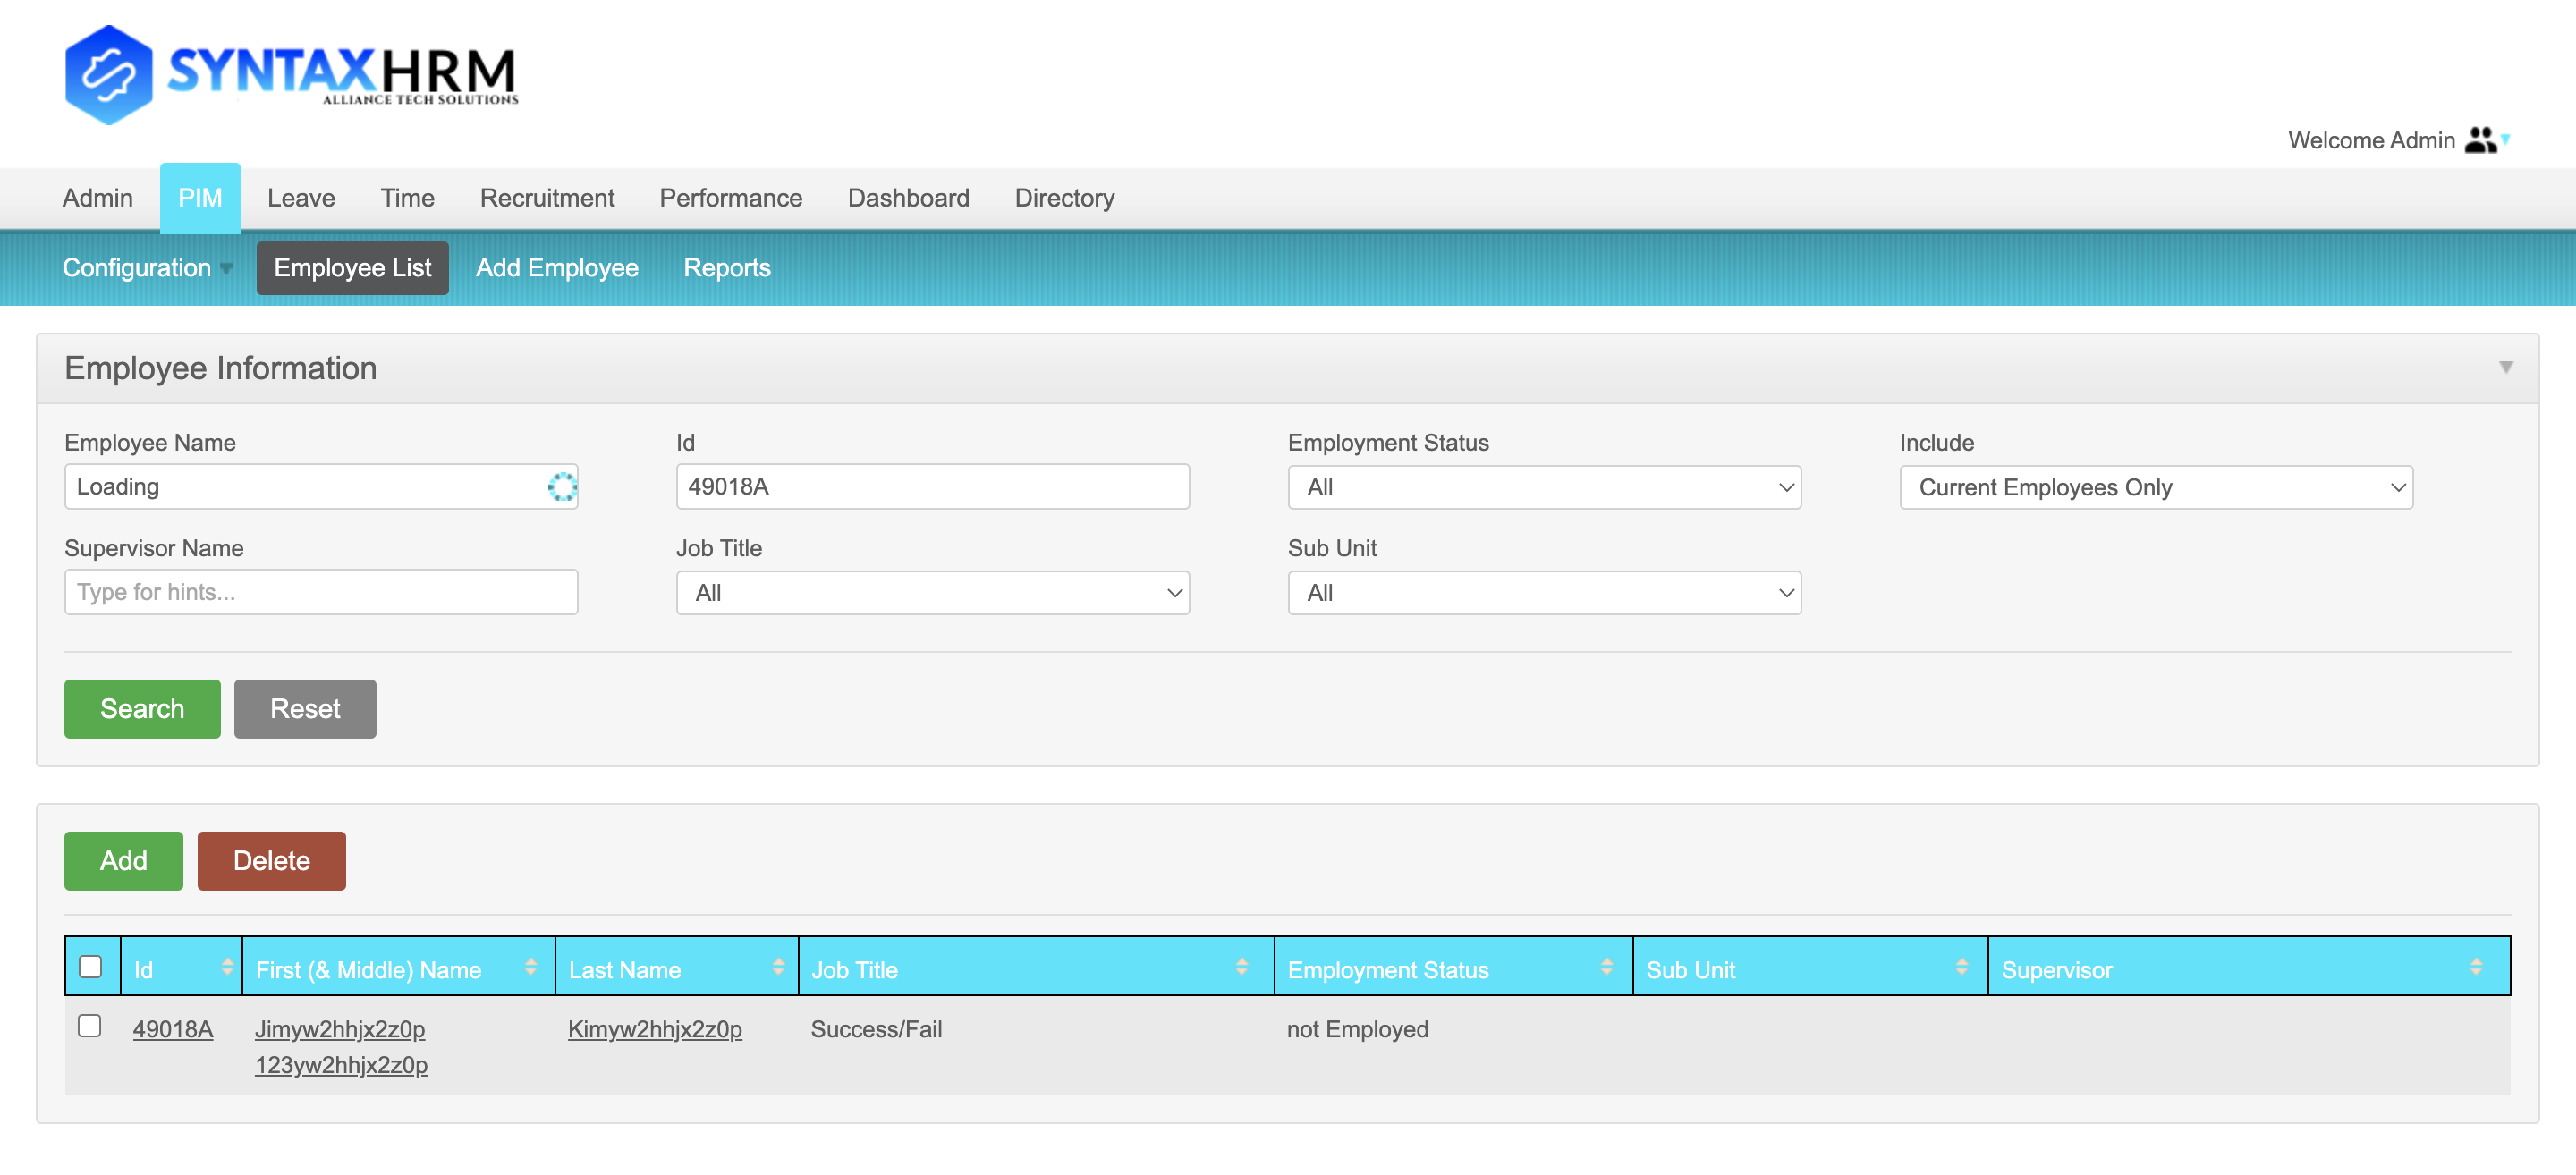 SYNTAXHRM
ALLIANCE TECH SOLUTIONS
Welcome Admin
Admin PIM Leave Time Recruitment Performance Dashboard Directory
Configuration Employee List Add Employee Reports
Employee Information
Employee Name Id Employment Status Include
Loading 49018A All Current Employees Only
Supervisor Name Job Title Sub Unit
Type for hints... All All
Search Reset
Add Delete
Id First (& Middle) Name Last Name Job Title Employment Status Sub Unit Supervisor
49018A Jimyw2hhjx2z0p Kimyw2hhjx2z0p Success/Fail not Employed
123yw2hhjx2z0p